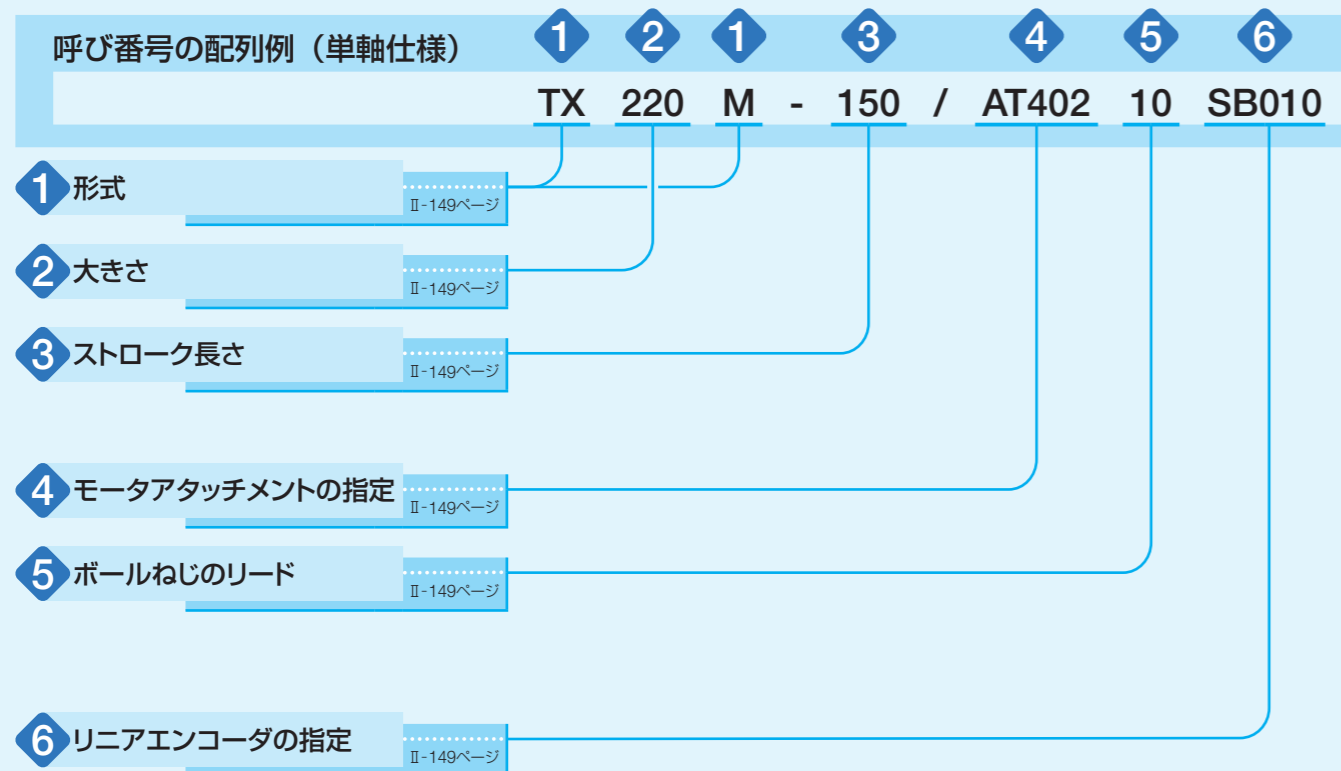 呼び番号の配列例（単軸仕様）
1 2 1 3 4 5 6
TX 220 M - 150 / AT402 10 SB010
1 形式
Ⅱ-149ページ
2 大きさ
Ⅱ-149ページ
3 ストローク長さ
Ⅱ-149ページ
4 モータアタッチメントの指定
Ⅱ-149ページ
5 ボールねじのリード
Ⅱ-149ページ
6 リニアエンコーダの指定
Ⅱ-149ページ